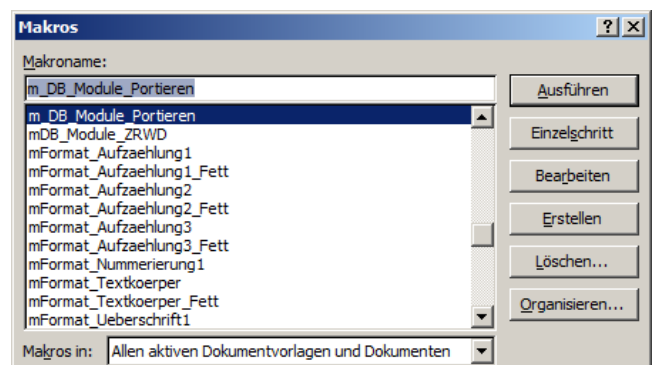 Makros
Makroname:
m_DB_Module_Portieren
Ausführen
m_DB_Module_Portieren
mDB_Module_ZRWD
mFormat_Aufzaehlung1
mFormat_Aufzaehlung1_Fett
mFormat_Aufzaehlung2
mFormat_Aufzaehlung2_Fett
mFormat_Aufzaehlung3
mFormat_Aufzaehlung3_Fett
mFormat_Nummerierung1
mFormat_Textkoerper
mFormat_Textkoerper_Fett
mFormat_Ueberschrift1
Einzelschritt
Bearbeiten
Erstellen
Löschen...
Organisieren...
Makros in: Allen aktiven Dokumentvorlagen und Dokumenten